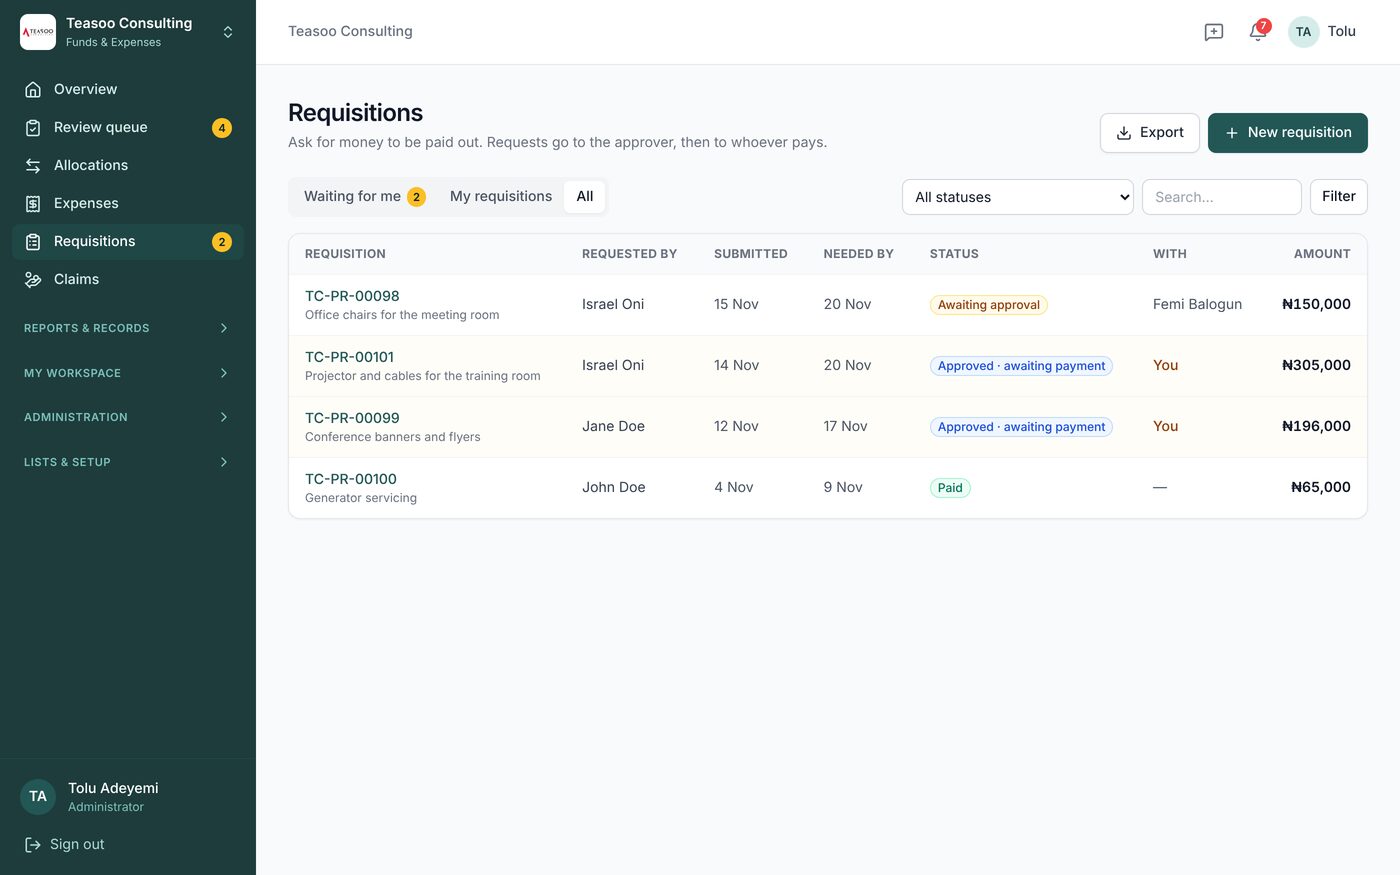 TEASOO
Teasoo Consulting
Funds & Expenses
Overview
Review queue 4
Allocations
Expenses
Requisitions 2
Claims
REPORTS & RECORDS
MY WORKSPACE
ADMINISTRATION
LISTS & SETUP
TA
Tolu Adeyemi
Administrator
Sign out
Teasoo Consulting
7
TA Tolu
Requisitions
Ask for money to be paid out. Requests go to the approver, then to whoever pays.
Export
New requisition
Waiting for me 2 My requisitions All
All statuses Search... Filter
REQUISITION REQUESTED BY SUBMITTED NEEDED BY STATUS WITH AMOUNT
TC-PR-00098
Office chairs for the meeting room
Israel Oni 15 Nov 20 Nov Awaiting approval Femi Balogun ₦150,000
TC-PR-00101
Projector and cables for the training room
Israel Oni 14 Nov 20 Nov Approved · awaiting payment You ₦305,000
TC-PR-00099
Conference banners and flyers
Jane Doe 12 Nov 17 Nov Approved · awaiting payment You ₦196,000
TC-PR-00100
Generator servicing
John Doe 4 Nov 9 Nov Paid — ₦65,000